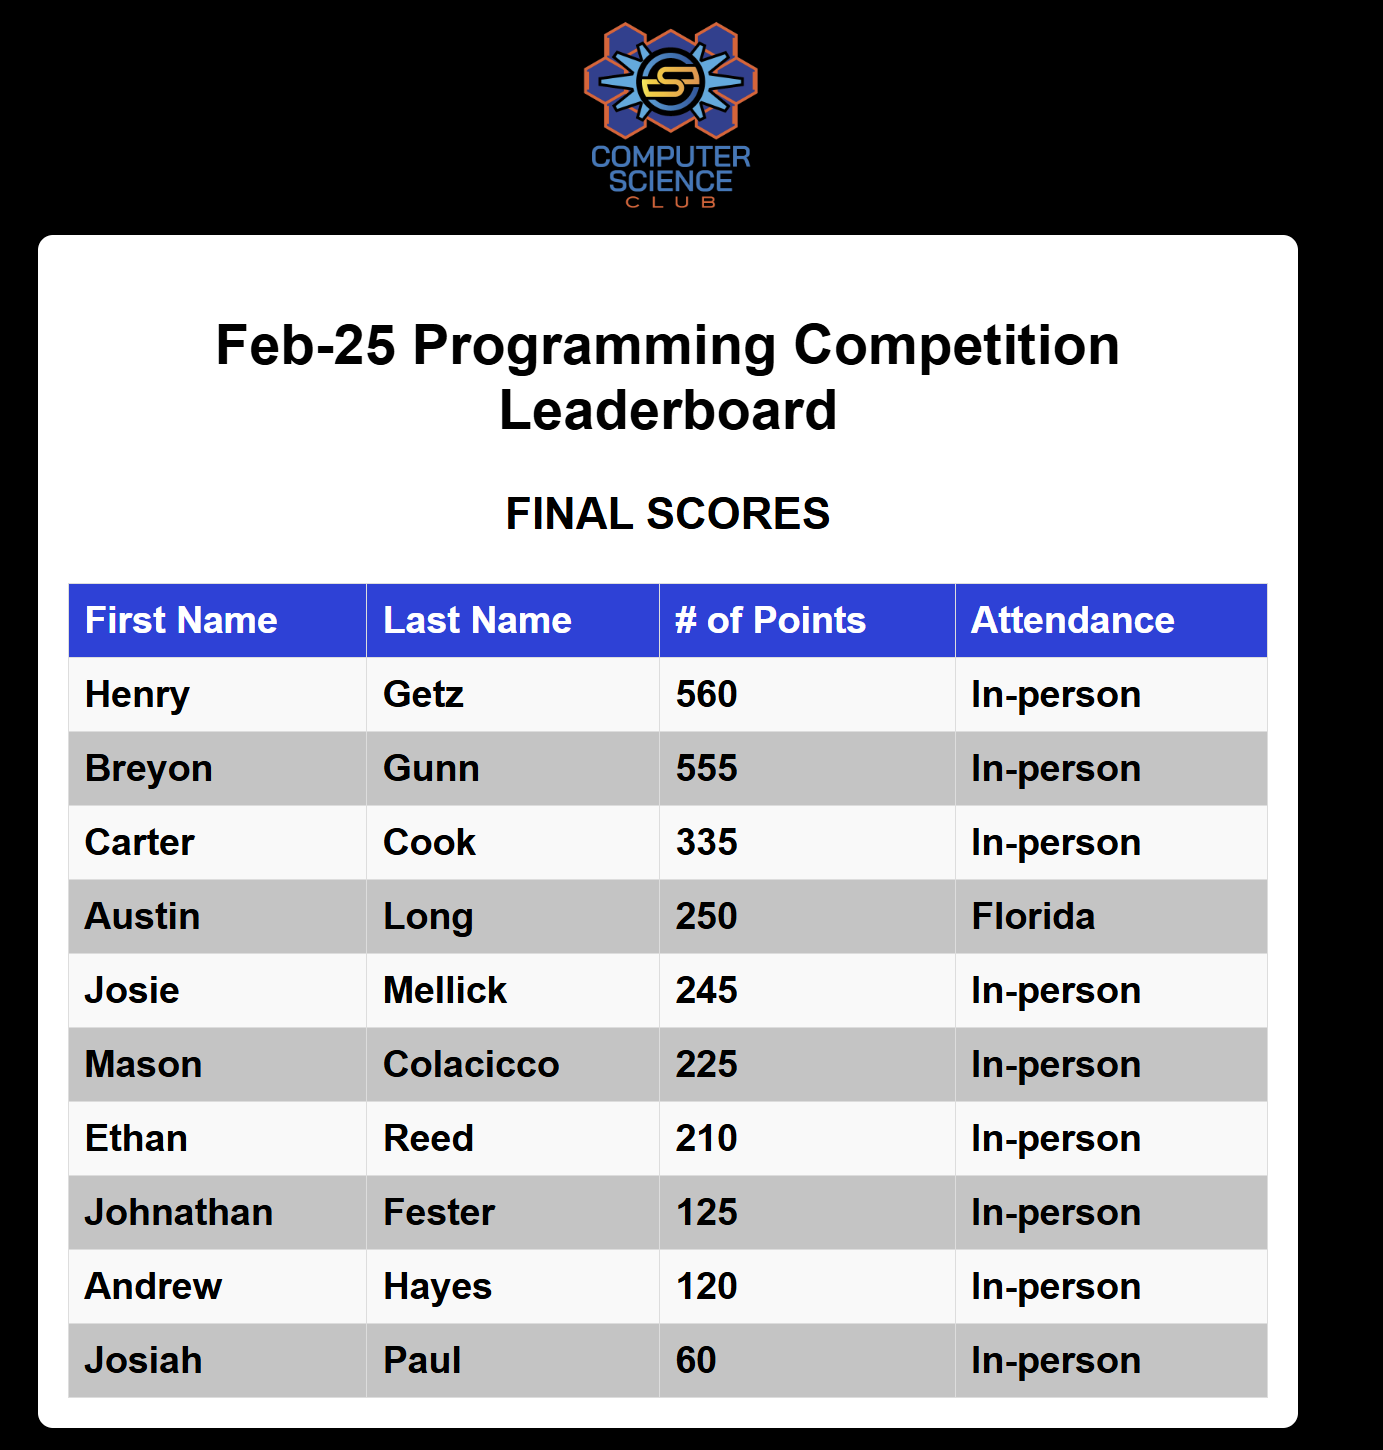 COMPUTER
SCIENCE
CLUB
Feb-25 Programming Competition
Leaderboard
FINAL SCORES
First Name Last Name # of Points Attendance
Henry Getz 560 In-person
Breyon Gunn 555 In-person
Carter Cook 335 In-person
Austin Long 250 Florida
Josie Mellick 245 In-person
Mason Colacicco 225 In-person
Ethan Reed 210 In-person
Johnathan Fester 125 In-person
Andrew Hayes 120 In-person
Josiah Paul 60 In-person